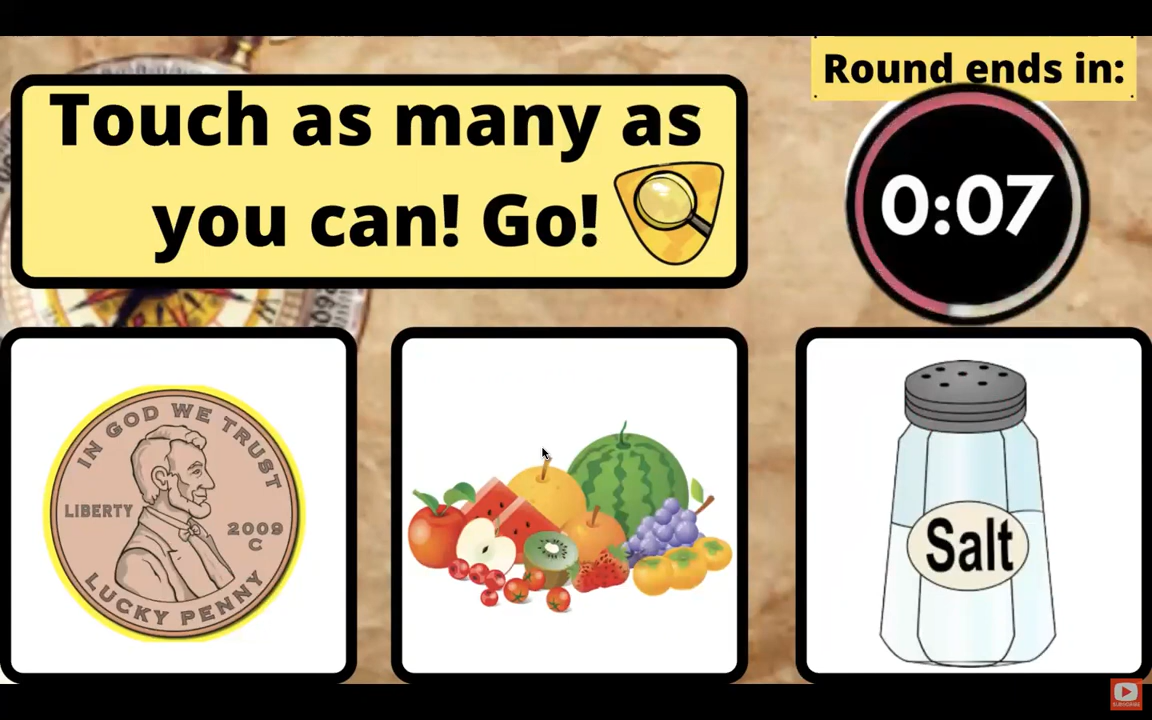 Round ends in:
Touch as many as
you can! Go!
0:07
IN GOD WE TRUST
LIBERTY
2009
C
LUCKY PENNY
Salt
SUBSCRIBE